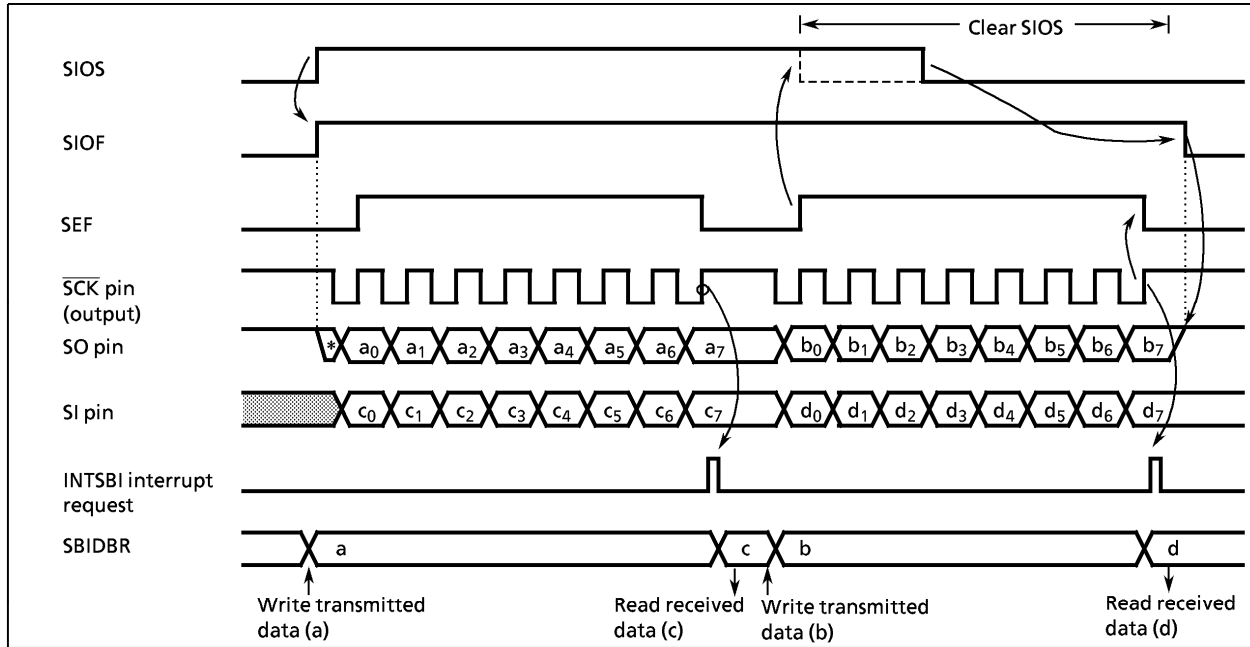 Clear SIOS
SIOS
SIOF
SEF
SCK pin
(output)
SO pin
* a0 a1 a2 a3 a4 a5 a6 a7 b0 b1 b2 b3 b4 b5 b6 b7
SI pin
c0 c1 c2 c3 c4 c5 c6 c7 d0 d1 d2 d3 d4 d5 d6 d7
INTSBI interrupt
request
SBIDBR
a c b d
Write transmitted
data (a)
Read received
data (c)
Write transmitted
data (b)
Read received
data (d)